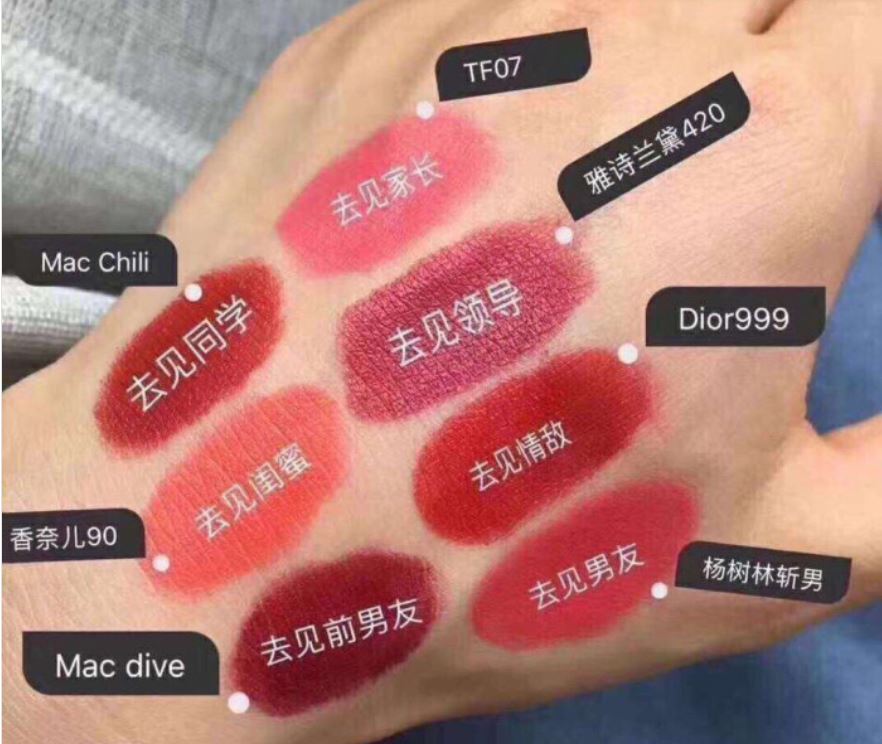 TF07
去见家长
雅诗兰黛420
去见领导
Mac Chili
去见同学
Dior999
去见情敌
香奈儿90
去见闺蜜
杨树林斩男
去见男友
Mac dive
去见前男友